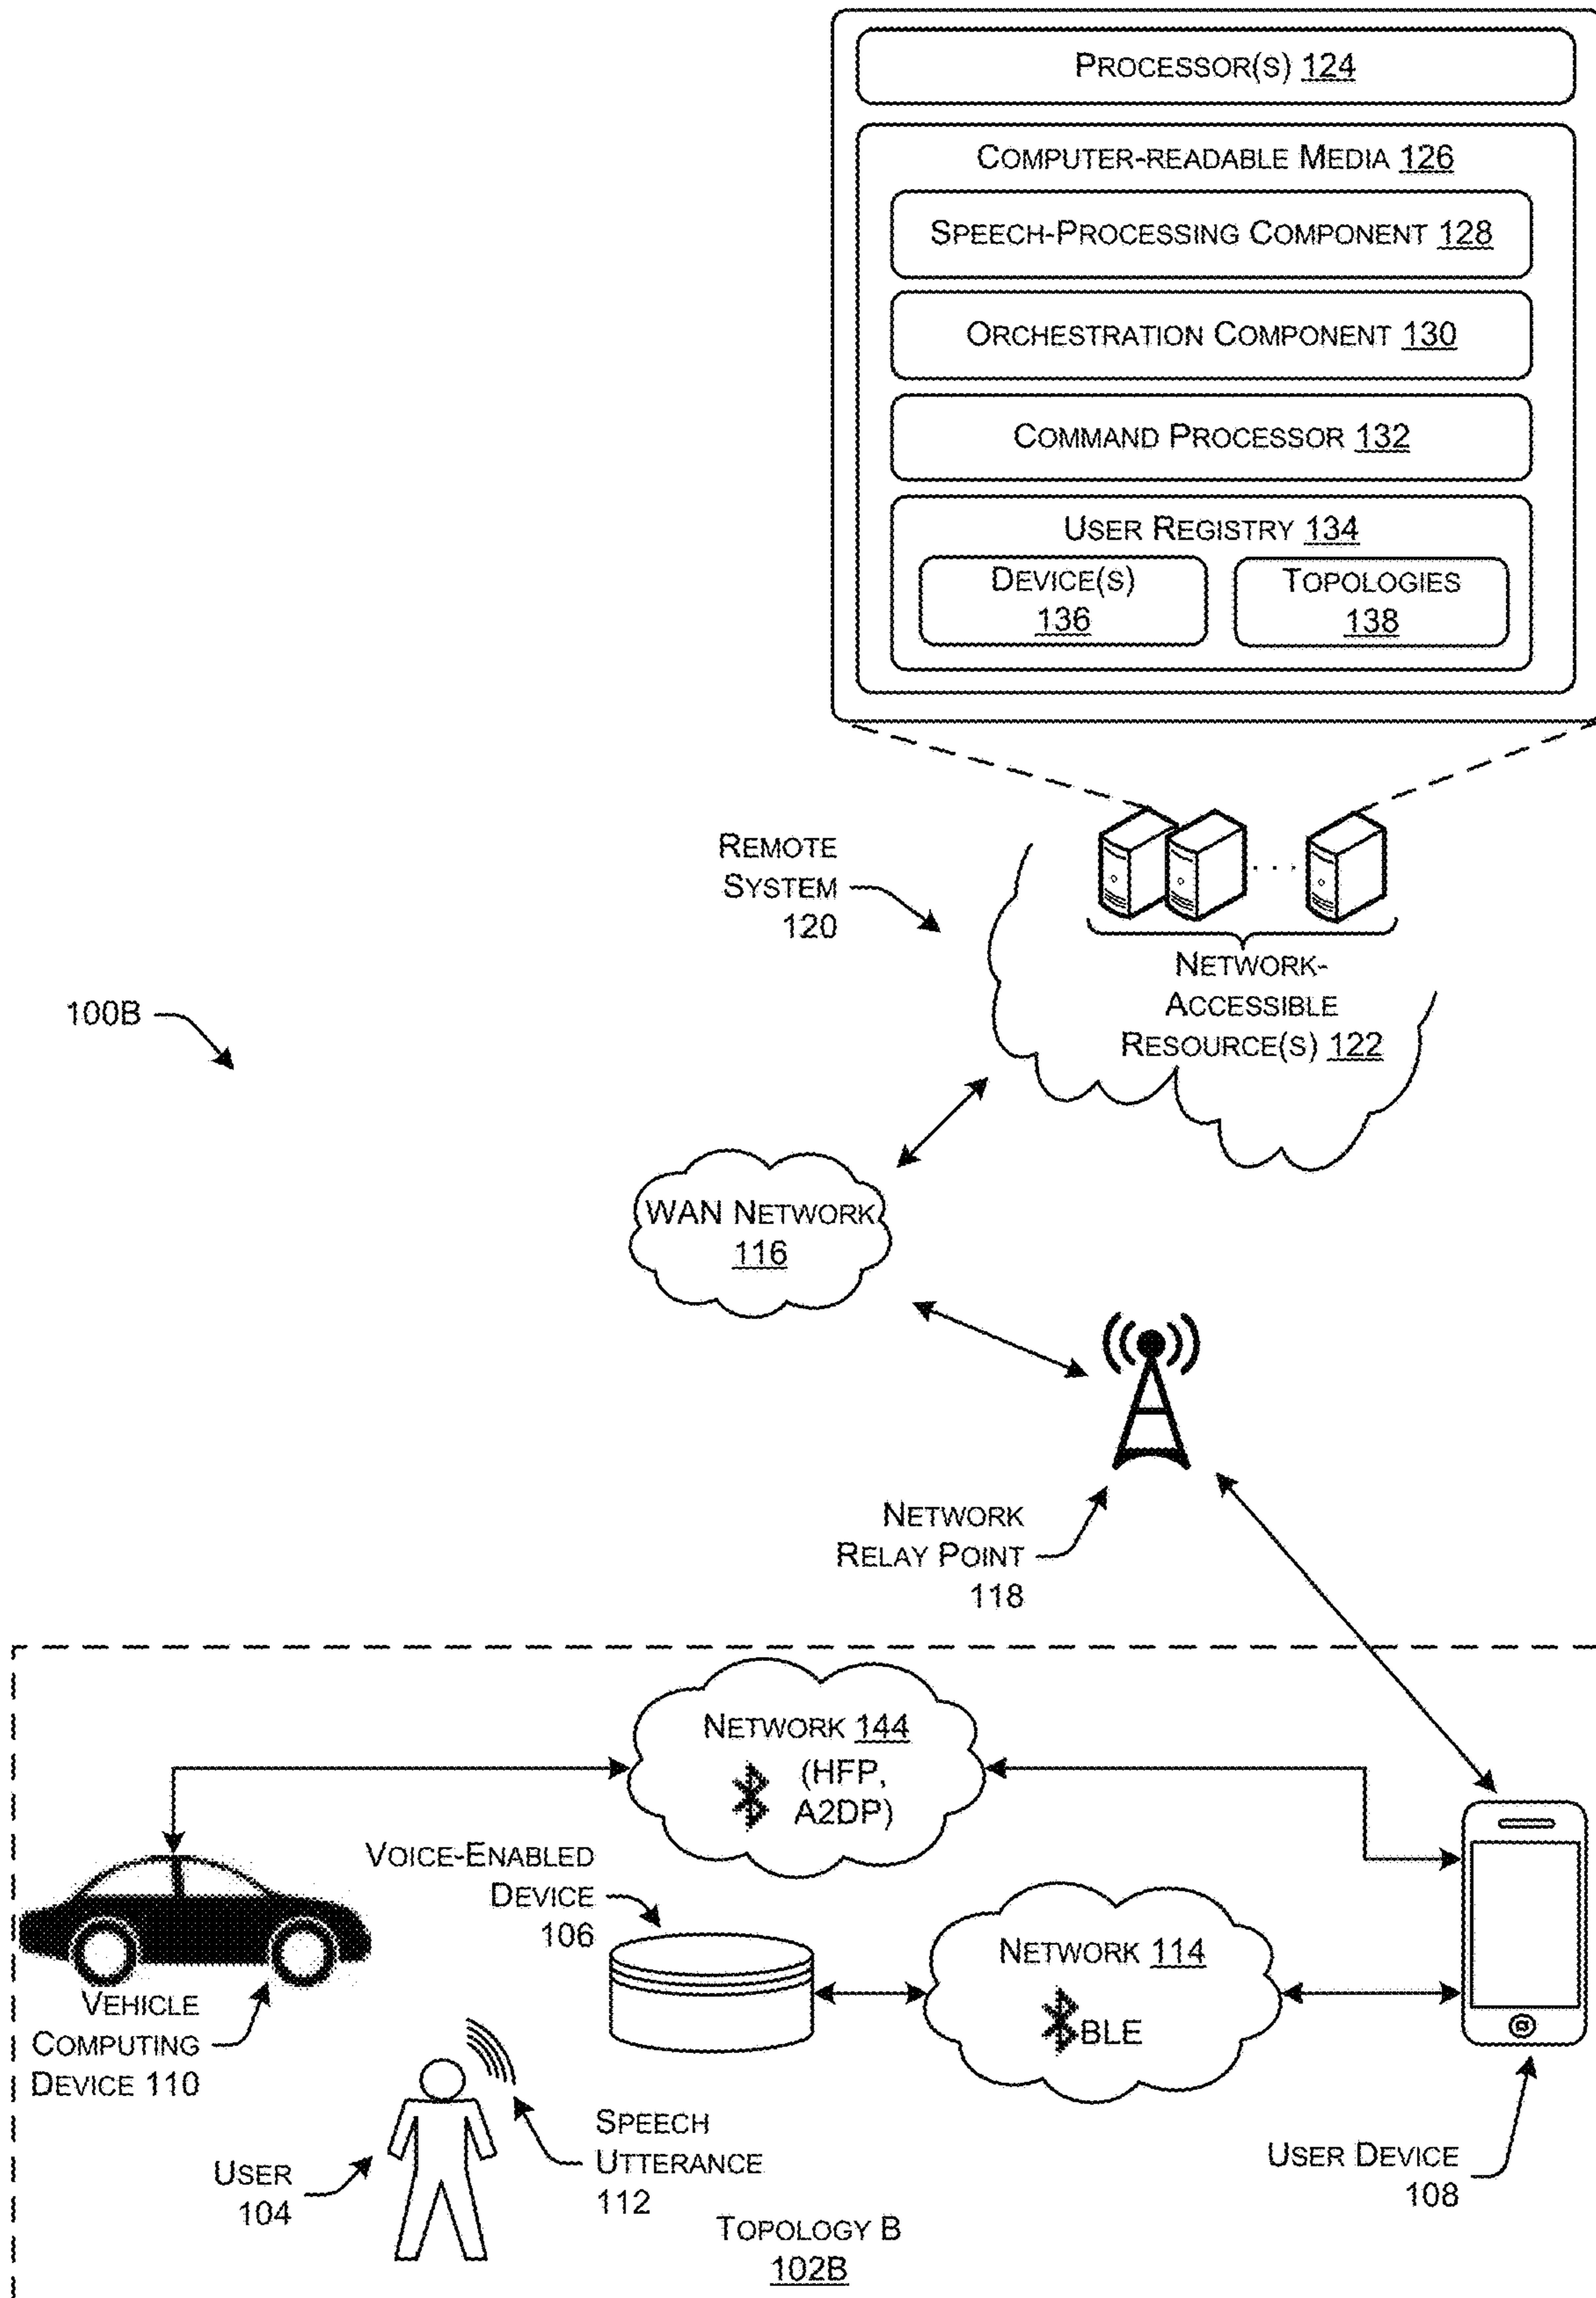 PROCESSOR(S) 124
COMPUTER-READABLE MEDIA 126
SPEECH-PROCESSING COMPONENT 128
ORCHESTRATION COMPONENT 130
COMMAND PROCESSOR 132
USER REGISTRY 134
DEVICE(S)
136
TOPOLOGIES
138
REMOTE
SYSTEM
120
NETWORK-
ACCESSIBLE
RESOURCE(S) 122
100B
WAN NETWORK
116
NETWORK
RELAY POINT
118
NETWORK 144
(HFP,
A2DP)
VOICE-ENABLED
DEVICE
106
NETWORK 114
BLE
VEHICLE
COMPUTING
DEVICE 110
SPEECH
UTTERANCE
112
USER
104
USER DEVICE
108
TOPOLOGY B
102B